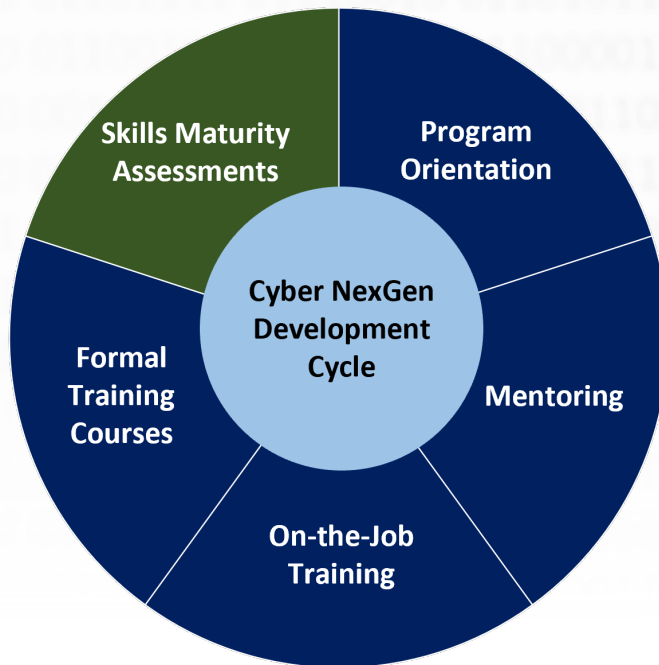 Skills Maturity
Assessments
Program
Orientation
Cyber NexGen
Development
Cycle
Formal
Training
Courses
Mentoring
On-the-Job
Training